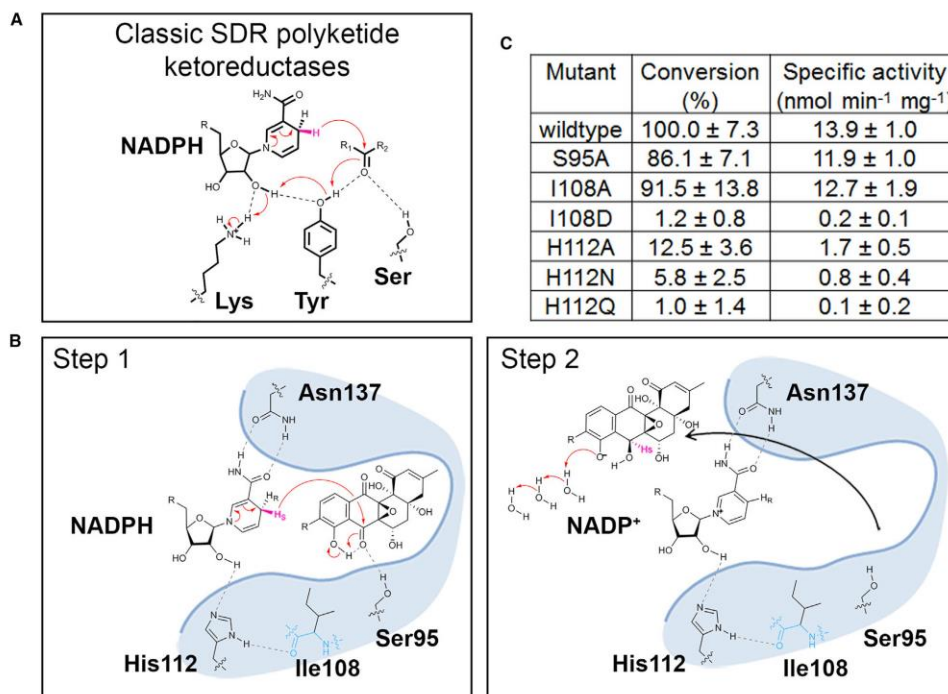 A
Classic SDR polyketide
ketoreductases
NADPH
H₂N
O
H
H
R
N
O
O
HO
O
H
R₁
R₂
O
H
N
H
H
O
H
H
O
Lys
Tyr
Ser
C
Mutant Conversion (%) Specific activity (nmol min⁻¹ mg⁻¹)
wildtype 100.0 ± 7.3 13.9 ± 1.0
S95A 86.1 ± 7.1 11.9 ± 1.0
I108A 91.5 ± 13.8 12.7 ± 1.9
I108D 1.2 ± 0.8 0.2 ± 0.1
H112A 12.5 ± 3.6 1.7 ± 0.5
H112N 5.8 ± 2.5 0.8 ± 0.4
H112Q 1.0 ± 1.4 0.1 ± 0.2
B
Step 1
Asn137
NADPH
His112
Ile108
Ser95
Step 2
Asn137
NADP⁺
His112
Ile108
Ser95